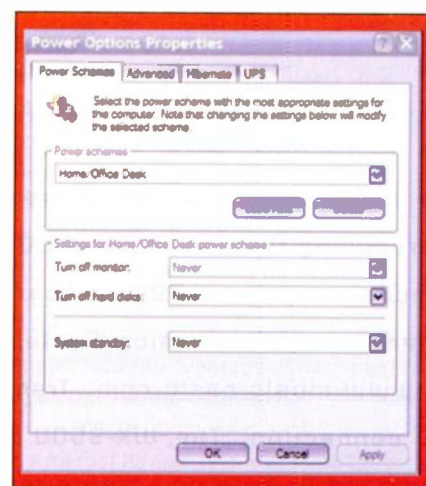 Power Options Properties
Power Schemes Advanced Hibernate UPS
Select the power scheme with the most appropriate settings for
the computer. Note that changing the settings below will modify
the selected scheme.
Power schemes
Home/Office Desk
Settings for Home/Office Desk power scheme
Turn off monitor: Never
Turn off hard disks: Never
System standby: Never
OK Cancel Apply